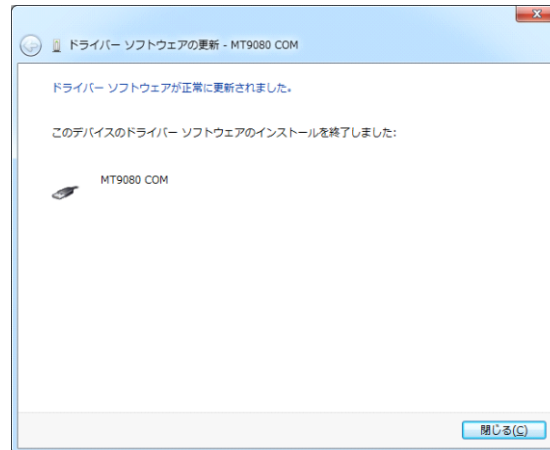 ドライバー ソフトウェアの更新 - MT9080 COM
ドライバー ソフトウェアが正常に更新されました。
このデバイスのドライバー ソフトウェアのインストールを終了しました:
MT9080 COM
閉じる(C)